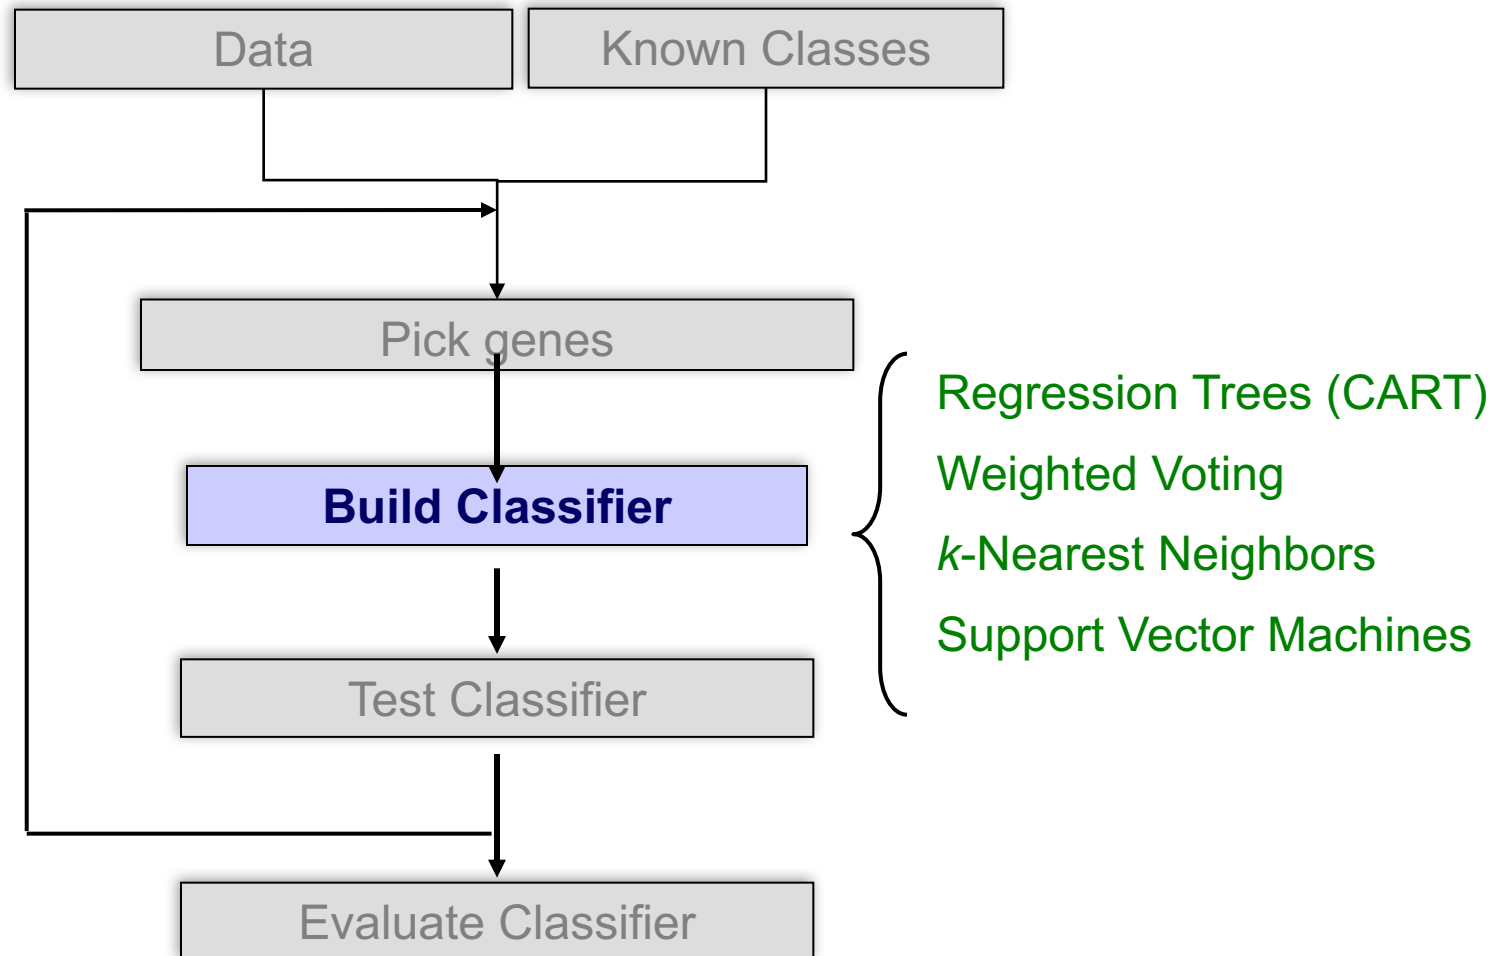 Data
Known Classes
Pick genes
Build Classifier
Test Classifier
Evaluate Classifier
Regression Trees (CART)
Weighted Voting
k-Nearest Neighbors
Support Vector Machines